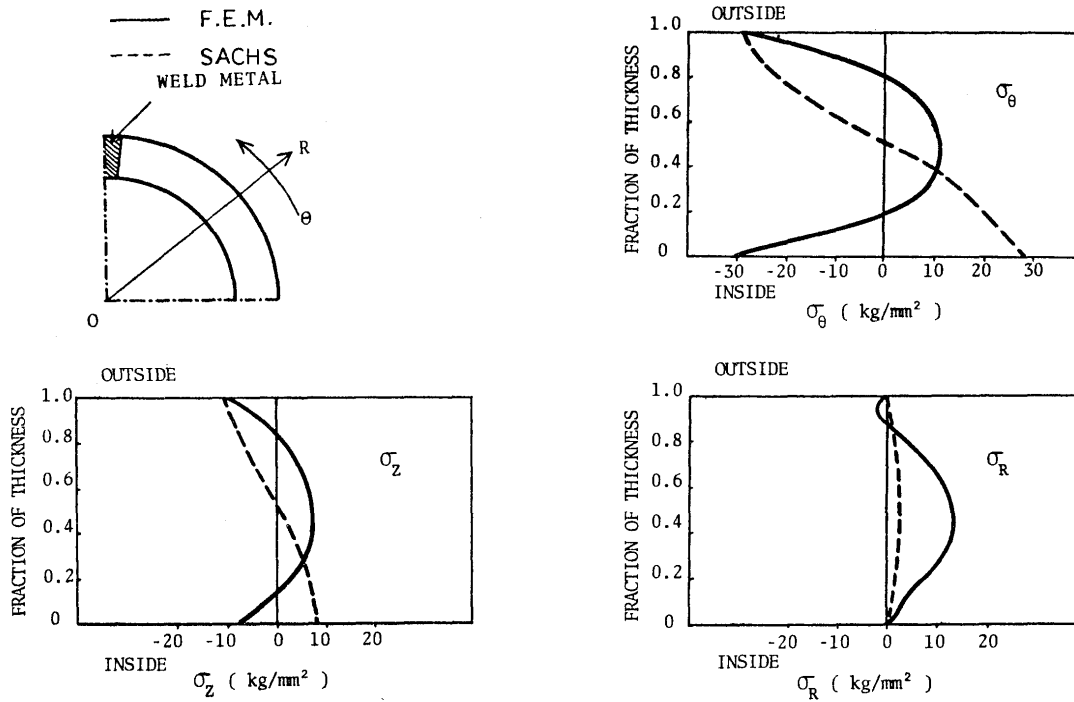 F.E.M.
SACHS
WELD METAL
R
θ
O
OUTSIDE
FRACTION OF THICKNESS
1.0
0.8
0.6
0.4
0.2
0
σθ
-30 -20 -10 0 10 20 30
INSIDE
σθ ( kg/mm² )
OUTSIDE
FRACTION OF THICKNESS
1.0
0.8
0.6
0.4
0.2
0
σZ
-20 -10 0 10 20
INSIDE
σZ ( kg/mm² )
OUTSIDE
FRACTION OF THICKNESS
1.0
0.8
0.6
0.4
0.2
0
σR
-20 -10 0 10 20
INSIDE
σR ( kg/mm² )